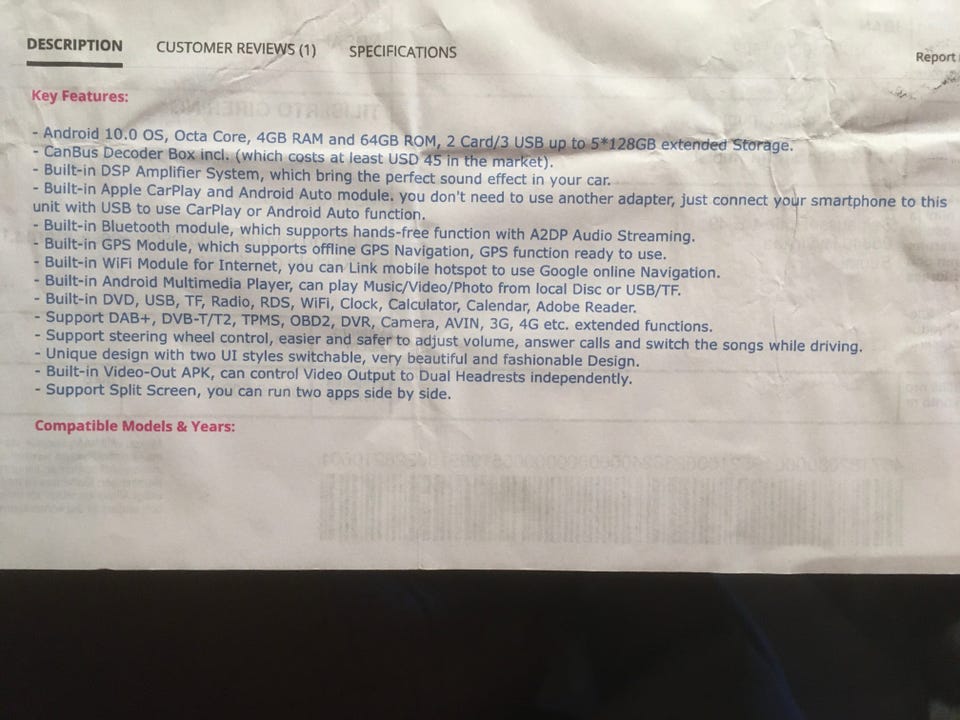 DESCRIPTION CUSTOMER REVIEWS (1) SPECIFICATIONS Report
Key Features:
- Android 10.0 OS, Octa Core, 4GB RAM and 64GB ROM, 2 Card/3 USB up to 5*128GB extended Storage.
- CanBus Decoder Box incl. (which costs at least USD 45 in the market).
- Built-in DSP Amplifier System, which bring the perfect sound effect in your car.
- Built-in Apple CarPlay and Android Auto module. you don't need to use another adapter, just connect your smartphone to this
unit with USB to use CarPlay or Android Auto function.
- Built-in Bluetooth module, which supports hands-free function with A2DP Audio Streaming.
- Built-in GPS Module, which supports offline GPS Navigation, GPS function ready to use.
- Built-in WiFi Module for Internet, you can Link mobile hotspot to use Google online Navigation.
- Built-in Android Multimedia Player, can play Music/Video/Photo from local Disc or USB/TF.
- Built-in DVD, USB, TF, Radio, RDS, WiFi, Clock, Calculator, Calendar, Adobe Reader.
- Support DAB+, DVB-T/T2, TPMS, OBD2, DVR, Camera, AVIN, 3G, 4G etc. extended functions.
- Support steering wheel control, easier and safer to adjust volume, answer calls and switch the songs while driving.
- Unique design with two UI styles switchable, very beautiful and fashionable Design.
- Built-in Video-Out APK, can control Video Output to Dual Headrests independently.
- Support Split Screen, you can run two apps side by side.
Compatible Models & Years: